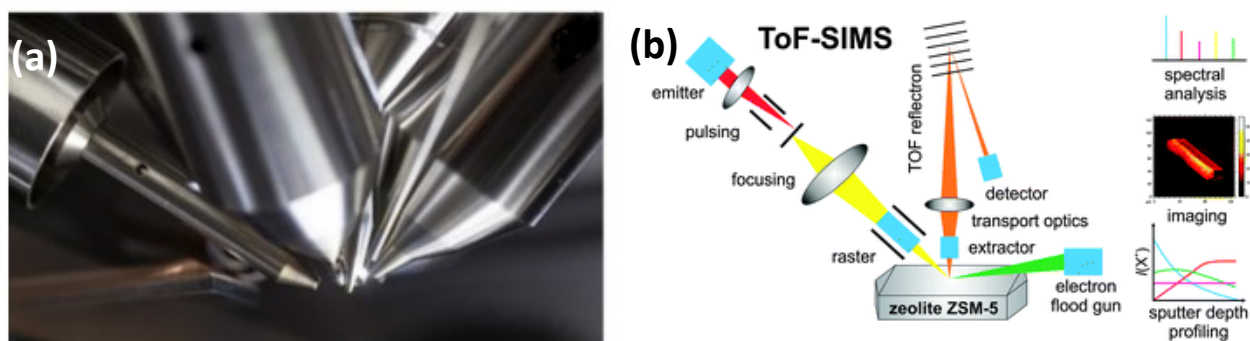 (a)
(b)
ToF-SIMS
emitter
pulsing
focusing
raster
TOF reflectron
detector
transport optics
extractor
zeolite ZSM-5
electron
flood gun
spectral
analysis
imaging
I(X⁺)
sputter depth
profiling